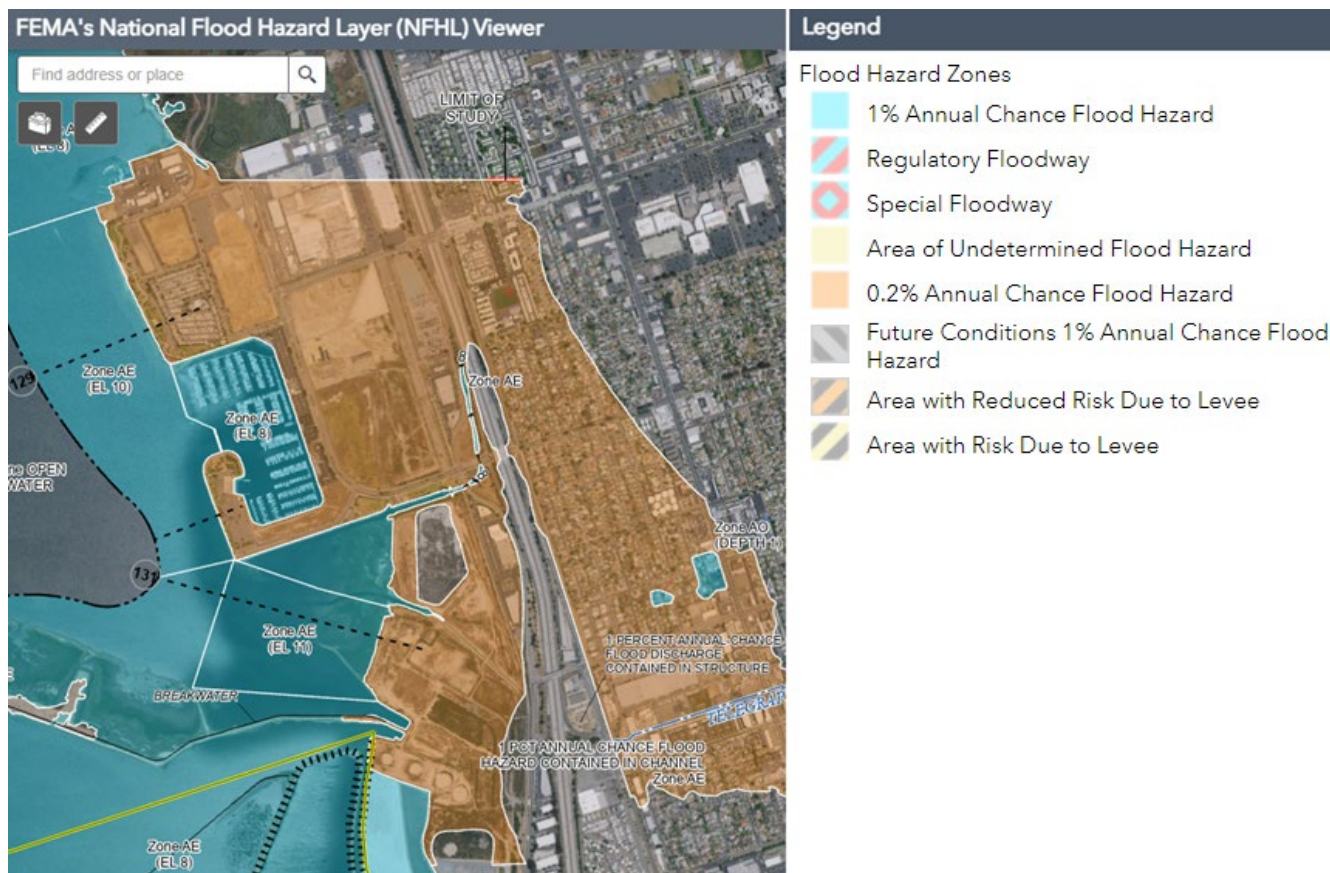 FEMA's National Flood Hazard Layer (NFHL) Viewer
Find address or place
LIMIT OF
STUDY
129
Zone AE
(EL 10)
Zone AE
(EL 8)
8
Zone AE
OPEN
WATER
131
Zone AE
(EL 11)
BREAKWATER
Zone AO
(DEPTH 1)
1 PERCENT ANNUAL CHANCE
FLOOD DISCHARGE
CONTAINED IN STRUCTURE
1 PCT ANNUAL CHANCE FLOOD
HAZARD CONTAINED IN CHANNEL
Zone AE
Zone AE
(EL 8)
Legend
Flood Hazard Zones
1% Annual Chance Flood Hazard
Regulatory Floodway
Special Floodway
Area of Undetermined Flood Hazard
0.2% Annual Chance Flood Hazard
Future Conditions 1% Annual Chance Flood
Hazard
Area with Reduced Risk Due to Levee
Area with Risk Due to Levee